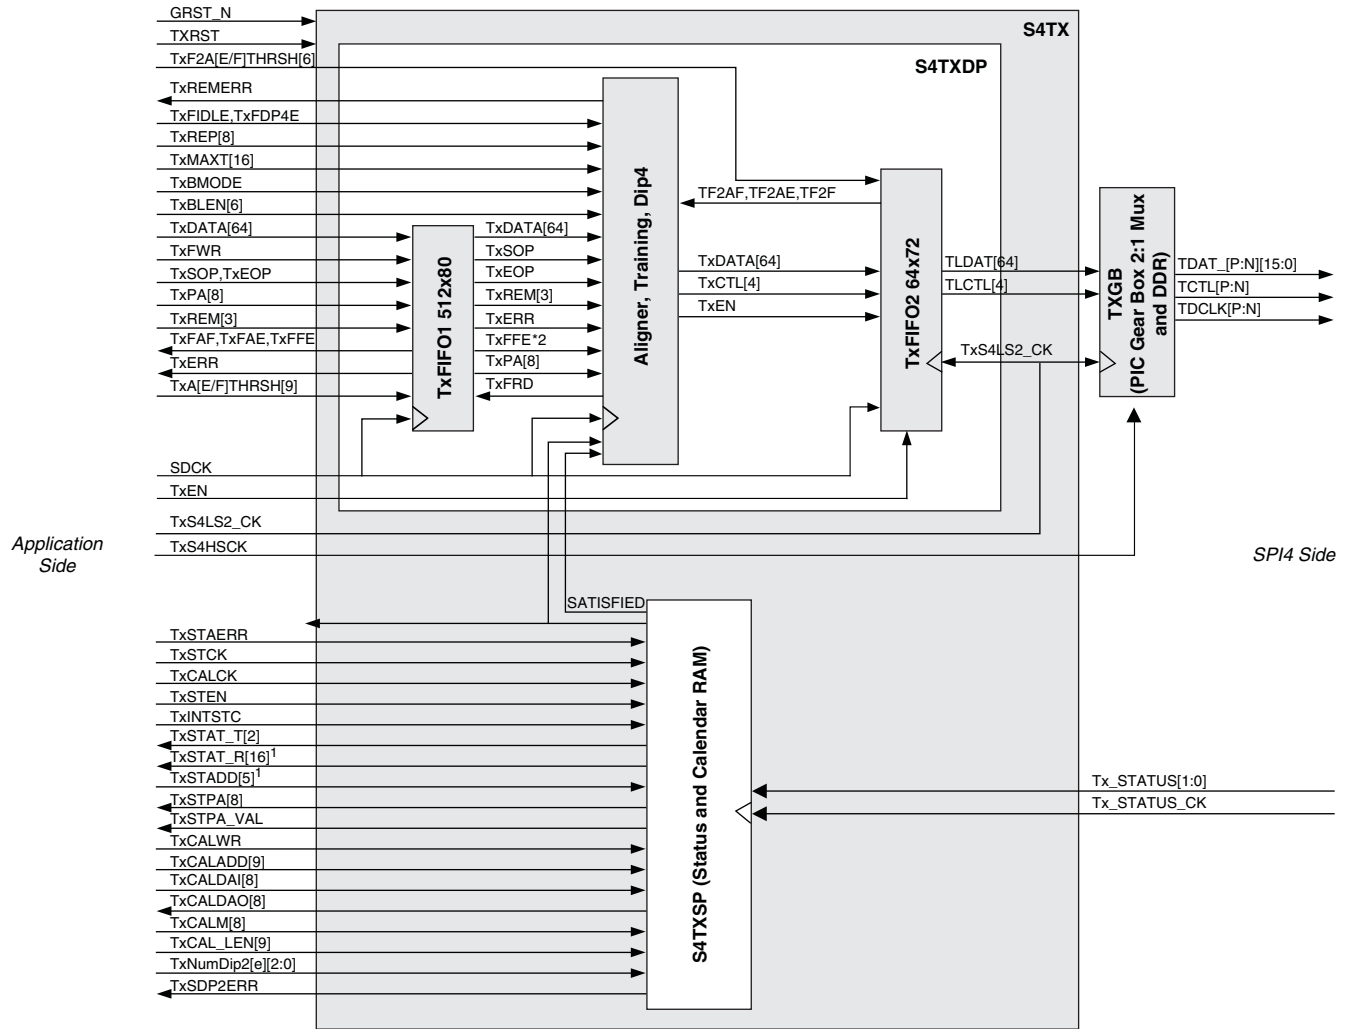 GRST_N
TXRST
TxF2A[E/F]THRSH[6]
TxREMERR
TxFIDLE,TxFDP4E
TxREP[8]
TxMAXT[16]
TxBMODE
TxBLEN[6]
TxDATA[64]
TxFWR
TxSOP,TxEOP
TxPA[8]
TxREM[3]
TxFAF,TxFAE,TxFFE
TxERR
TxA[E/F]THRSH[9]
SDCK
TxEN
TxS4LS2_CK
TxS4HSCK
Application
Side
S4TX
S4TXDP
TxFIFO1 512x80
TxDATA[64]
TxSOP
TxEOP
TxREM[3]
TxERR
TxFFE*2
TxPA[8]
TxFRD
Aligner, Training, Dip4
TF2AF,TF2AE,TF2F
TxDATA[64]
TxCTL[4]
TxEN
TxFIFO2 64x72
TLDAT[64]
TLCTL[4]
TxS4LS2_CK
TXGB
(PIC Gear Box 2:1 Mux
and DDR)
TDAT_[P:N][15:0]
TCTL[P:N]
TDCLK[P:N]
SPI4 Side
SATISFIED
TxSTAERR
TxSTCK
TxCALCK
TxSTEN
TxINTSTC
TxSTAT_T[2]
TxSTAT_R[16]1
TxSTADD[5]1
TxSTPA[8]
TxSTPA_VAL
TxCALWR
TxCALADD[9]
TxCALDAI[8]
TxCALDAO[8]
TxCALM[8]
TxCAL_LEN[9]
TxNumDip2[e][2:0]
TxSDP2ERR
S4TXSP (Status and Calendar RAM)
Tx_STATUS[1:0]
Tx_STATUS_CK